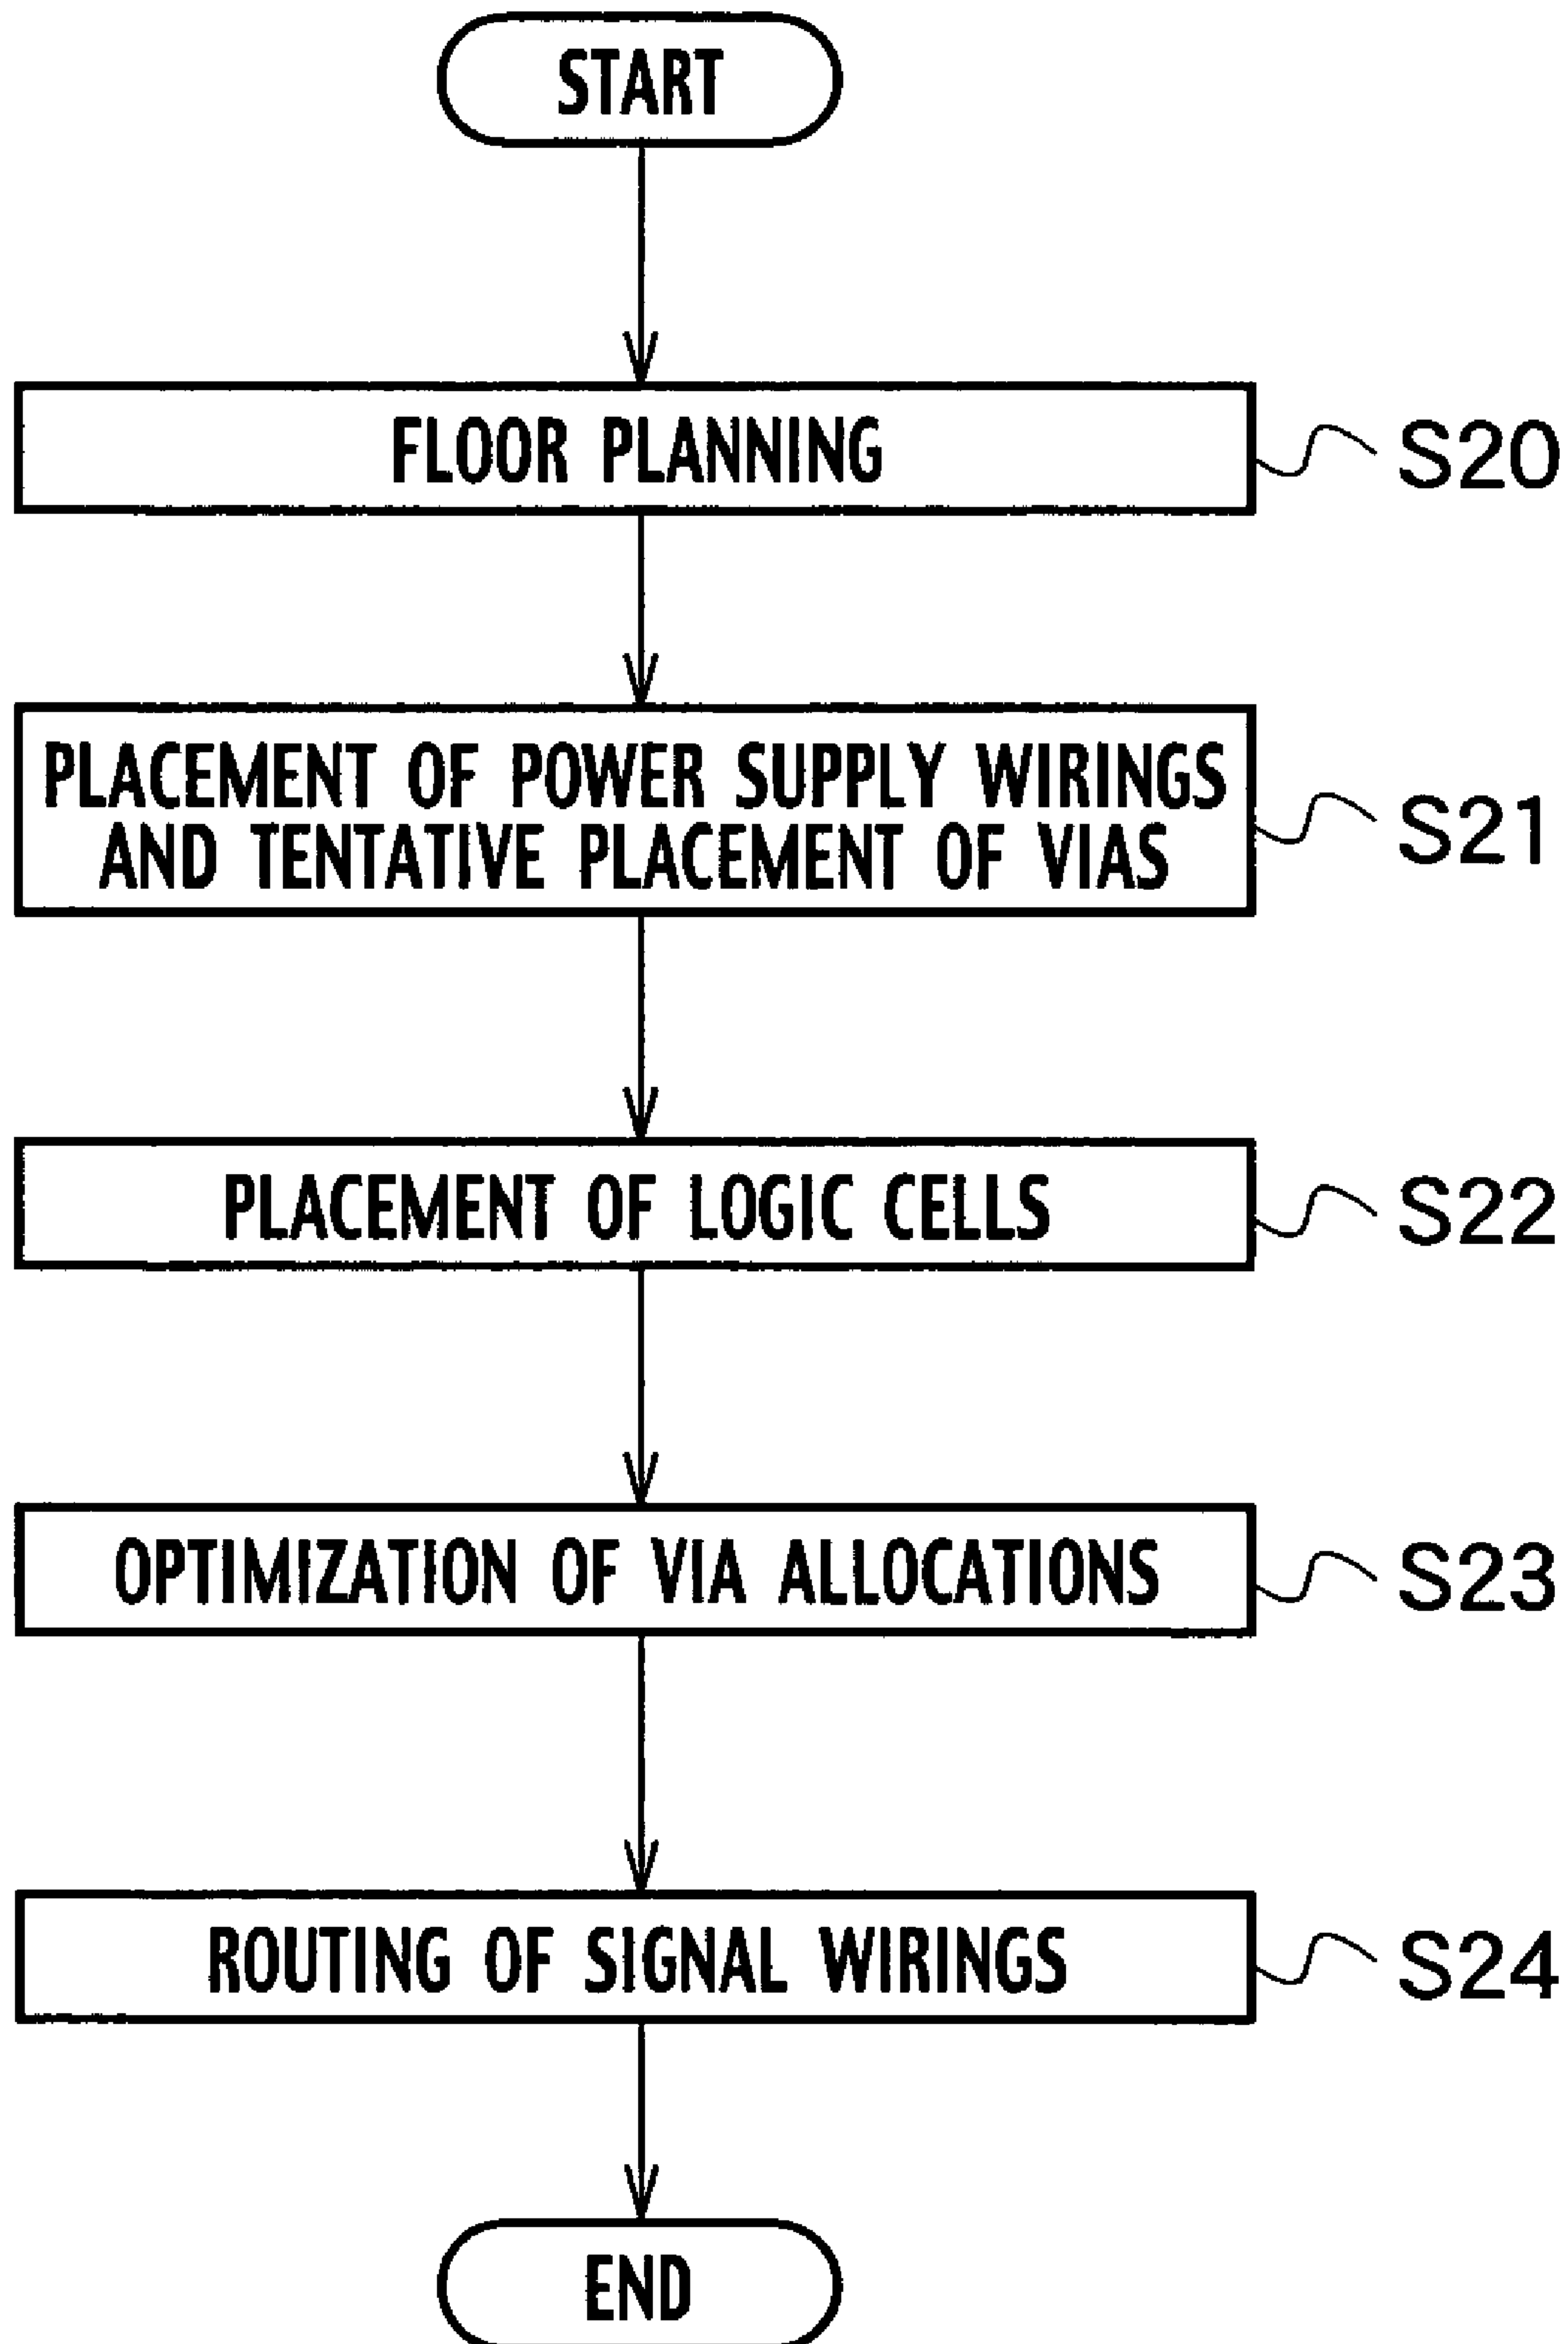 START
FLOOR PLANNING
S20
PLACEMENT OF POWER SUPPLY WIRINGS
AND TENTATIVE PLACEMENT OF VIAS
S21
PLACEMENT OF LOGIC CELLS
S22
OPTIMIZATION OF VIA ALLOCATIONS
S23
ROUTING OF SIGNAL WIRINGS
S24
END